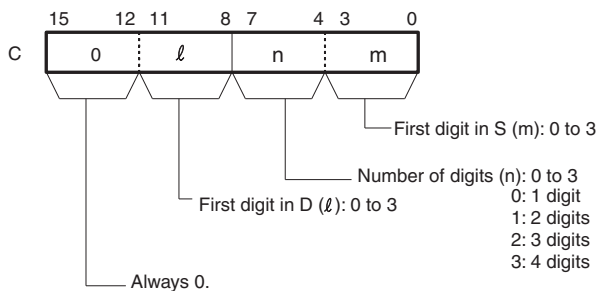 15 12 11 8 7 4 3 0
C 0 ℓ n m
First digit in S (m): 0 to 3
Number of digits (n): 0 to 3
0: 1 digit
1: 2 digits
2: 3 digits
3: 4 digits
First digit in D (ℓ): 0 to 3
Always 0.